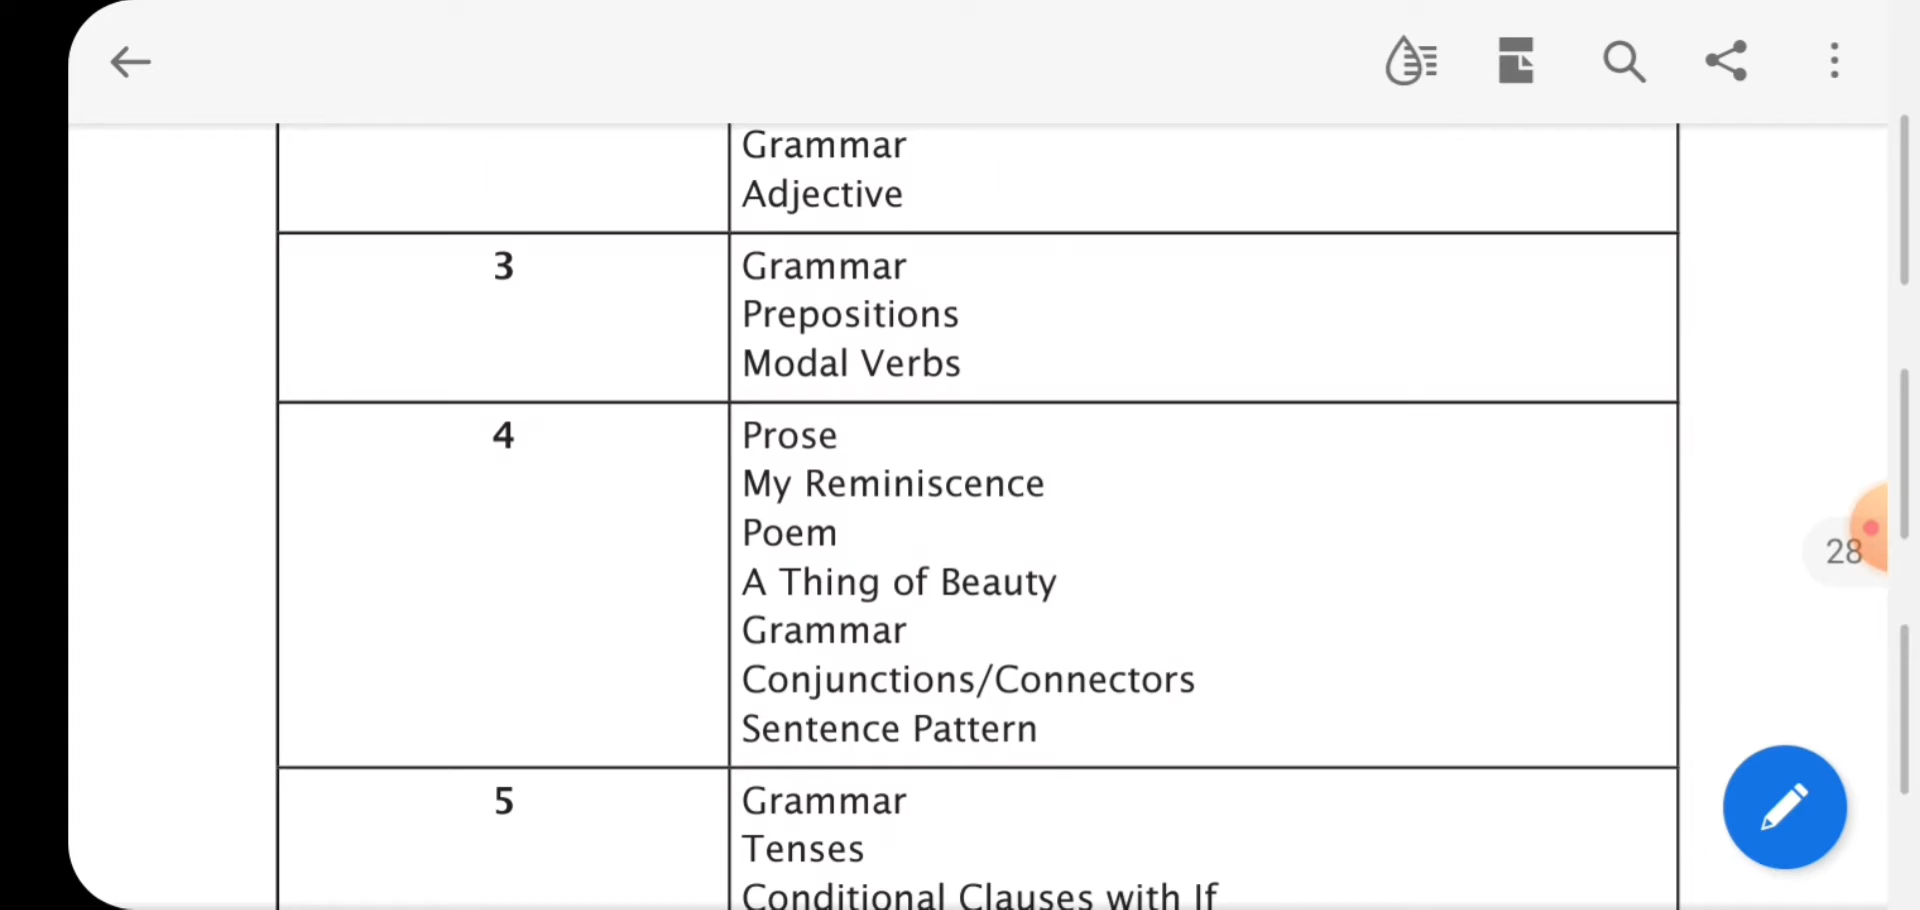 Grammar
Adjective
3
Grammar
Prepositions
Modal Verbs
4
Prose
My Reminiscence
Poem
A Thing of Beauty
Grammar
Conjunctions/Connectors
Sentence Pattern
28
5
Grammar
Tenses
Conditional Clauses with If